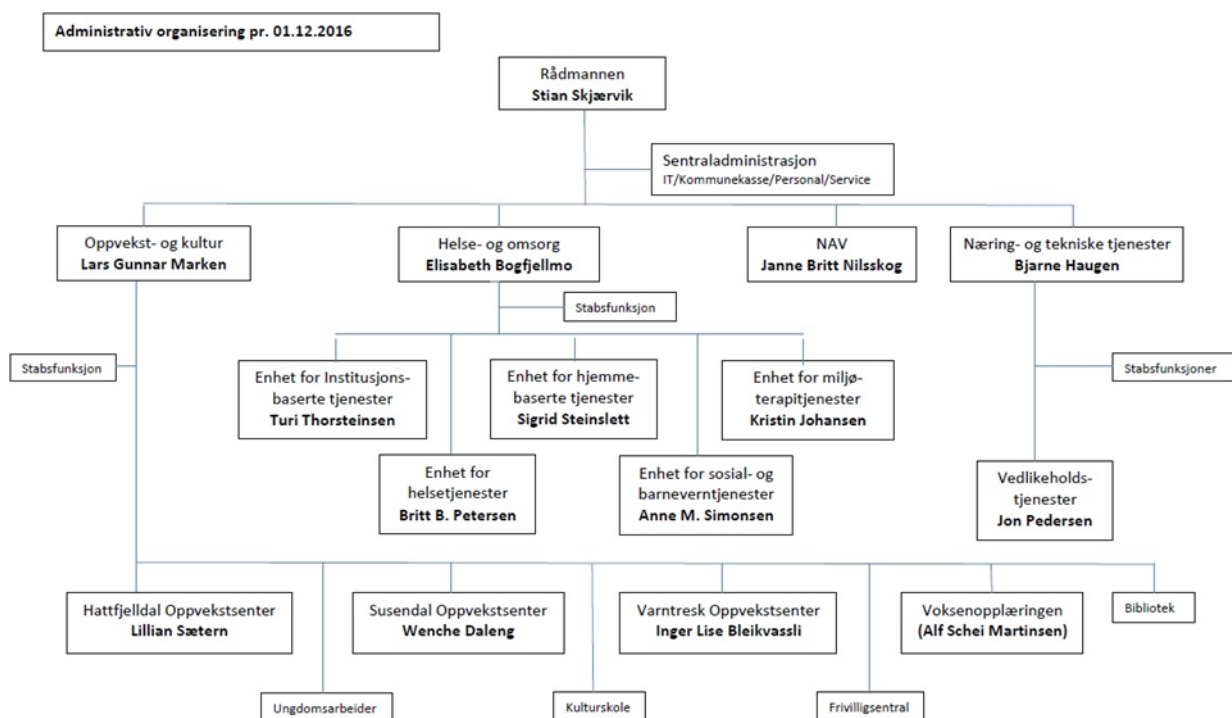 Administrativ organisering pr. 01.12.2016
Rådmannen
Stian Skjærvik
Sentraladministrasjon
IT/Kommunekasse/Personal/Service
Oppvekst- og kultur
Lars Gunnar Marken
Helse- og omsorg
Elisabeth Bogfjellmo
NAV
Janne Britt Nilsskog
Næring- og tekniske tjenester
Bjarne Haugen
Stabsfunksjon
Stabsfunksjon
Stabsfunksjoner
Enhet for Institusjons-
baserte tjenester
Turi Thorsteinsen
Enhet for hjemme-
baserte tjenester
Sigrid Steinslett
Enhet for miljø-
terapitjenester
Kristin Johansen
Enhet for
helsetjenester
Britt B. Petersen
Enhet for sosial- og
barneverntjenester
Anne M. Simonsen
Vedlikeholds-
tjenester
Jon Pedersen
Hattfjelldal Oppvekstsenter
Lillian Sætern
Susendal Oppvekstsenter
Wenche Daleng
Varntresk Oppvekstsenter
Inger Lise Bleikvassli
Voksenopplæringen
(Alf Schei Martinsen)
Bibliotek
Ungdomsarbeider
Kulturskole
Frivilligsentral